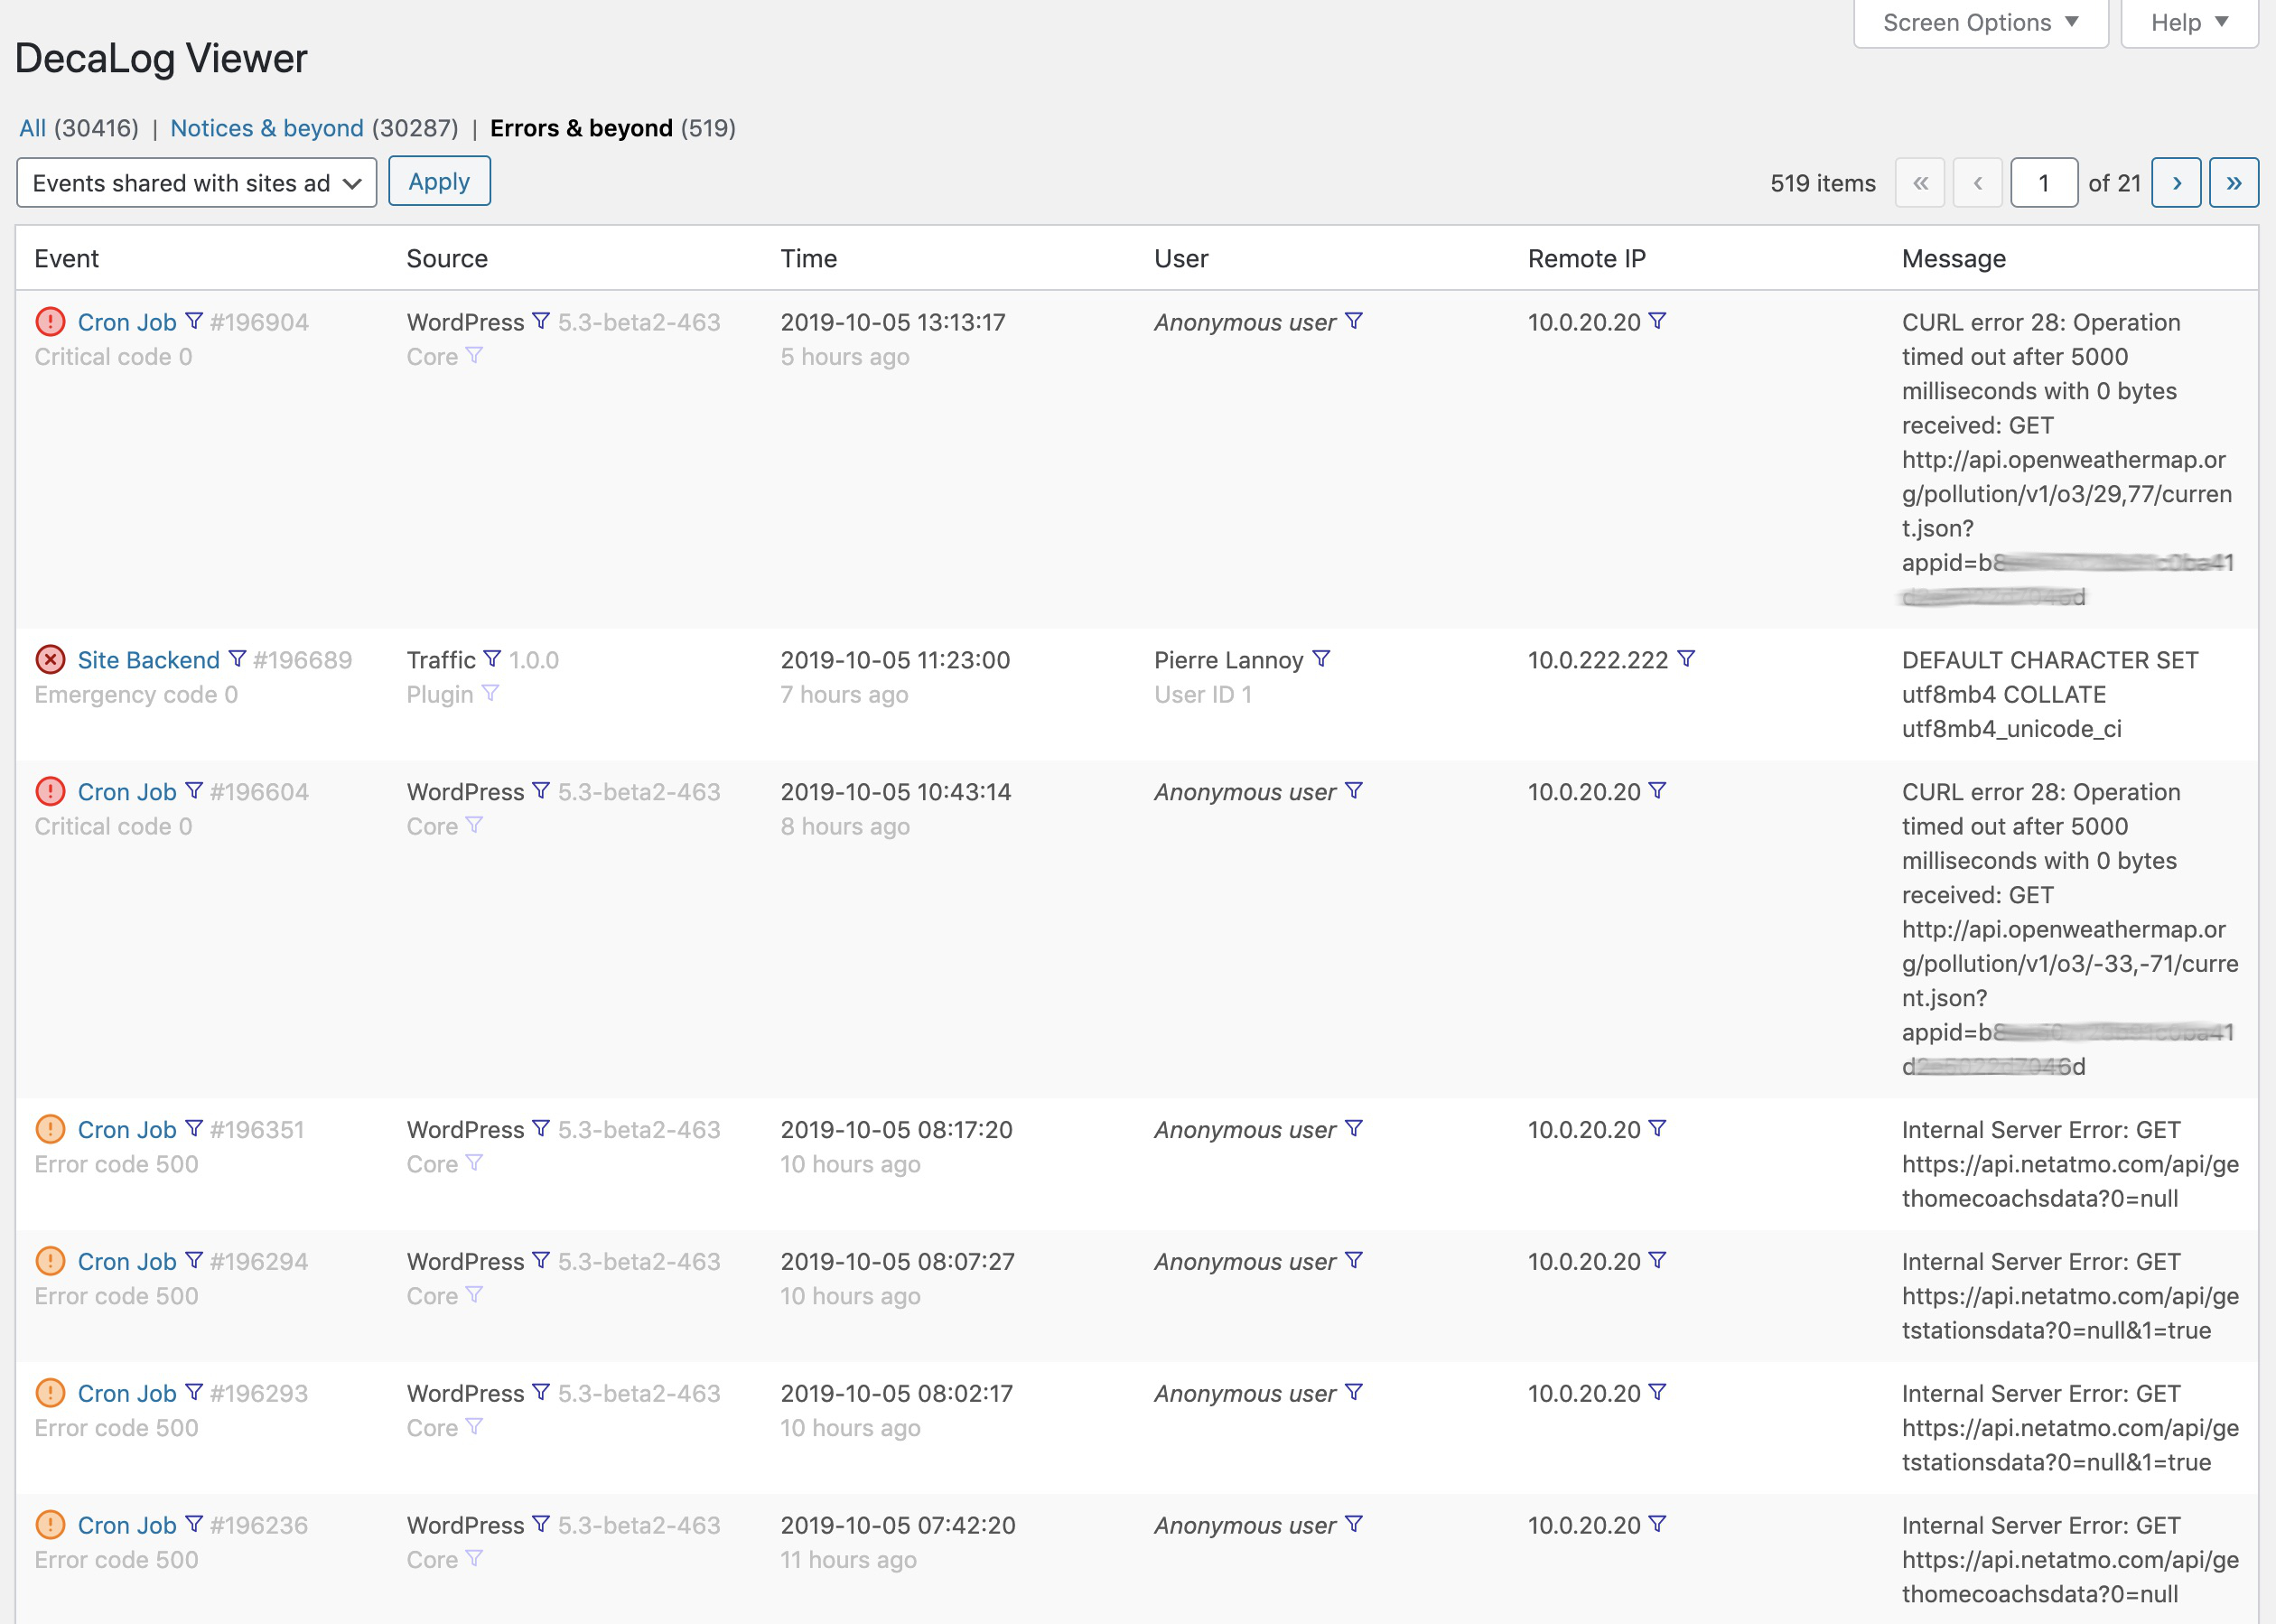 Screen Options Help
DecaLog Viewer
All (30416) | Notices & beyond (30287) | Errors & beyond (519)
Events shared with sites ad Apply 519 items « ‹ 1 of 21 › »
Event Source Time User Remote IP Message
Cron Job #196904 WordPress 5.3-beta2-463 2019-10-05 13:13:17 Anonymous user 10.0.20.20 CURL error 28: Operation
Critical code 0 Core 5 hours ago timed out after 5000
milliseconds with 0 bytes
received: GET
http://api.openweathermap.or
g/pollution/v1/o3/29,77/curren
t.json?
Site Backend #196689 Traffic 1.0.0 2019-10-05 11:23:00 Pierre Lannoy 10.0.222.222 DEFAULT CHARACTER SET
Emergency code 0 Plugin 7 hours ago User ID 1 utf8mb4 COLLATE
utf8mb4_unicode_ci
Cron Job #196604 WordPress 5.3-beta2-463 2019-10-05 10:43:14 Anonymous user 10.0.20.20 CURL error 28: Operation
Critical code 0 Core 8 hours ago timed out after 5000
milliseconds with 0 bytes
received: GET
http://api.openweathermap.or
g/pollution/v1/o3/-33,-71/curre
nt.json?
Cron Job #196351 WordPress 5.3-beta2-463 2019-10-05 08:17:20 Anonymous user 10.0.20.20 Internal Server Error: GET
Error code 500 Core 10 hours ago https://api.netatmo.com/api/ge
thomecoachsdata?0=null
Cron Job #196294 WordPress 5.3-beta2-463 2019-10-05 08:07:27 Anonymous user 10.0.20.20 Internal Server Error: GET
Error code 500 Core 10 hours ago https://api.netatmo.com/api/ge
tstationsdata?0=null&1=true
Cron Job #196293 WordPress 5.3-beta2-463 2019-10-05 08:02:17 Anonymous user 10.0.20.20 Internal Server Error: GET
Error code 500 Core 10 hours ago https://api.netatmo.com/api/ge
tstationsdata?0=null&1=true
Cron Job #196236 WordPress 5.3-beta2-463 2019-10-05 07:42:20 Anonymous user 10.0.20.20 Internal Server Error: GET
Error code 500 Core 11 hours ago https://api.netatmo.com/api/ge
thomecoachsdata?0=null